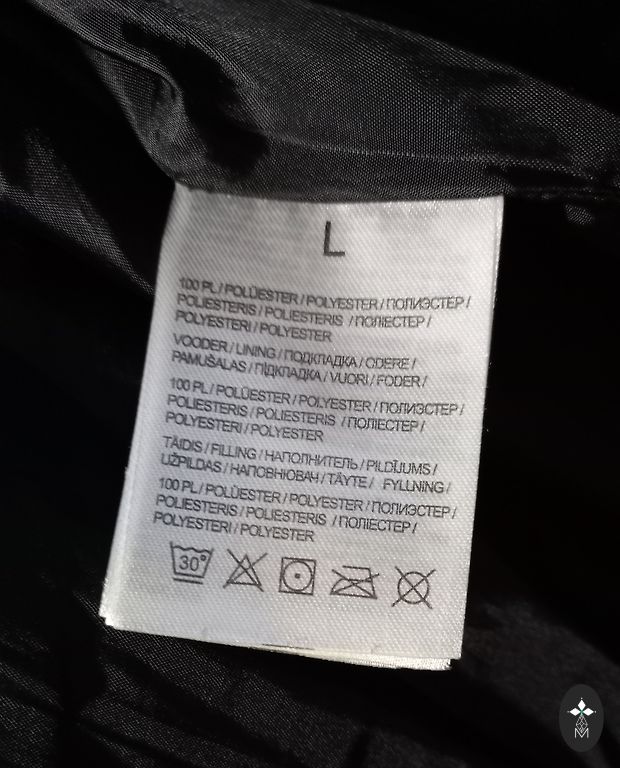 L
100 PL / POLÜESTER / POLYESTER / ПОЛИЭСТЕР /
POLIESTERIS / POLIESTERIS / ПОЛІЕСТЕР /
POLYESTERI / POLYESTER
VOODER / LINING / ПОДКЛАДКА / ODERE /
PAMUŠALAS / ПІДКЛАДКА / VUORI / FODER /
100 PL / POLÜESTER / POLYESTER / ПОЛИЭСТЕР /
POLIESTERIS / POLIESTERIS / ПОЛІЕСТЕР /
POLYESTERI / POLYESTER
TÄIDIS / FILLING / НАПОЛНИТЕЛЬ / PILDĪJUMS /
UŽPILDAS / НАПОВНЮВАЧ / TÄYTE / FYLLNING /
100 PL / POLÜESTER / POLYESTER / ПОЛИЭСТЕР /
POLIESTERIS / POLIESTERIS / ПОЛІЕСТЕР /
POLYESTERI / POLYESTER
30°
M